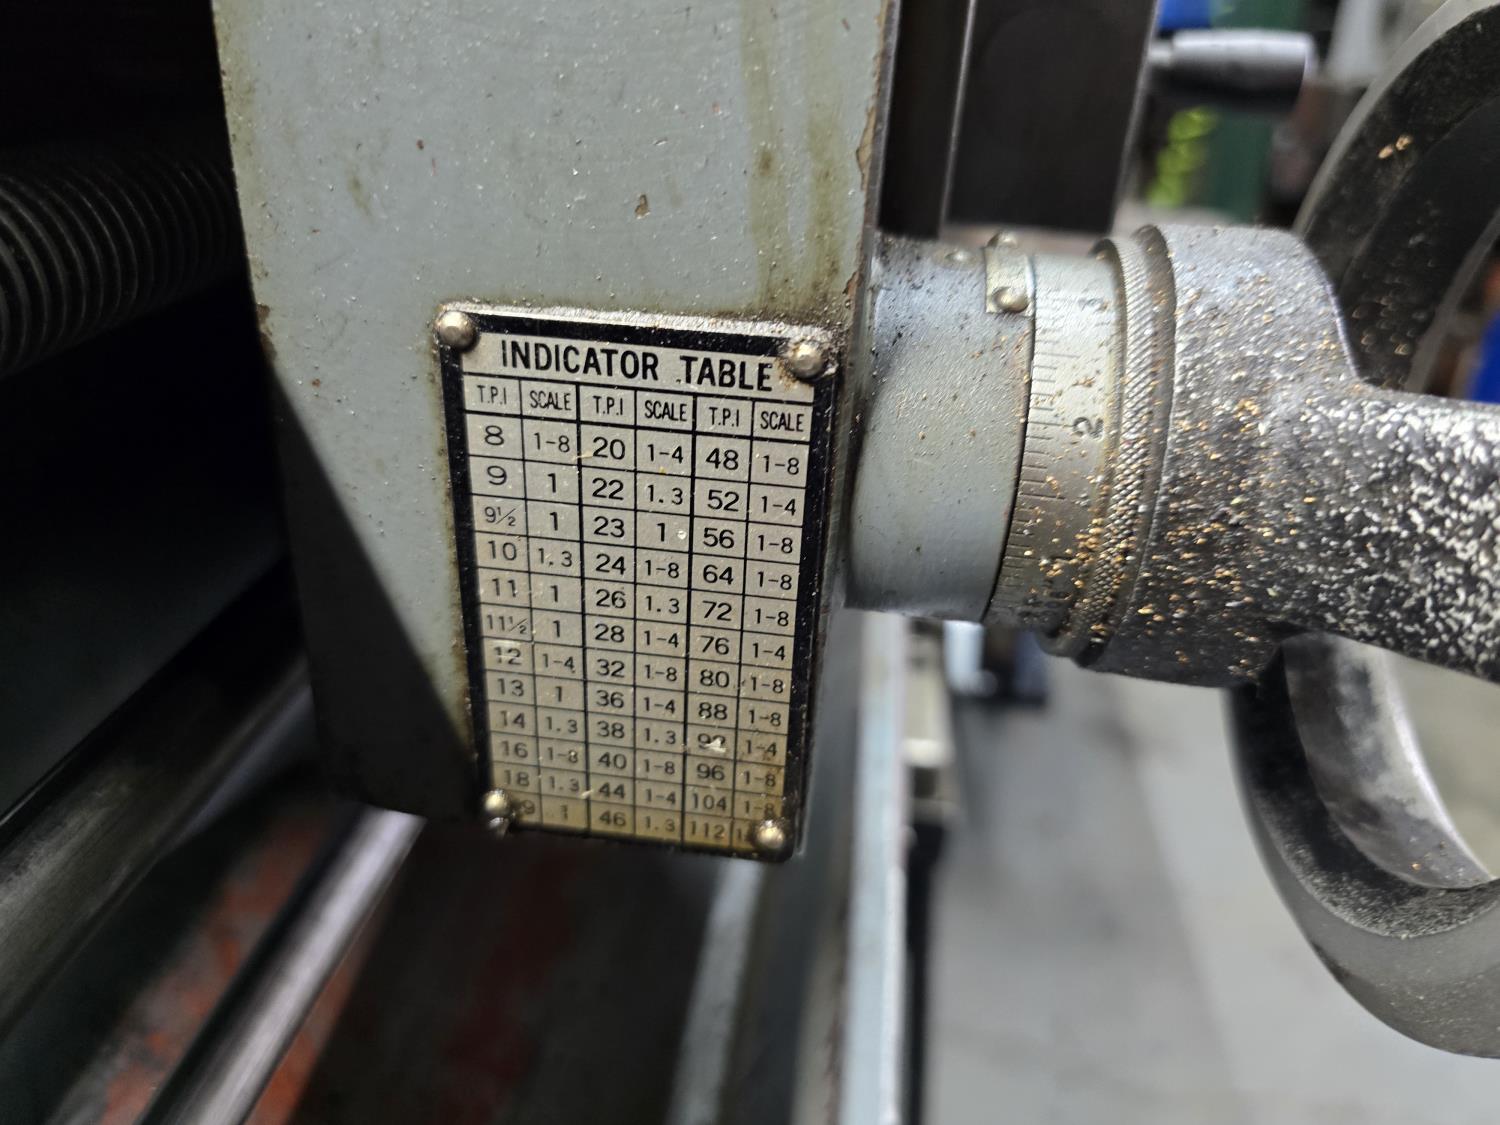 INDICATOR TABLE
T.P.I SCALE T.P.I SCALE T.P.I SCALE
8 1-8 20 1-4 48 1-8
9 1 22 1.3 52 1-4
9½ 1 23 1 56 1-8
10 1.3 24 1-8 64 1-8
11 1 26 1.3 72 1-8
11½ 1 28 1-4 76 1-4
12 1-4 32 1-8 80 1-8
13 1 36 1-4 88 1-8
14 1.3 38 1.3 92 1-4
16 1-8 40 1-8 96 1-8
18 1.3 44 1-4 104 1-8
1 46 1.3 112
1
2